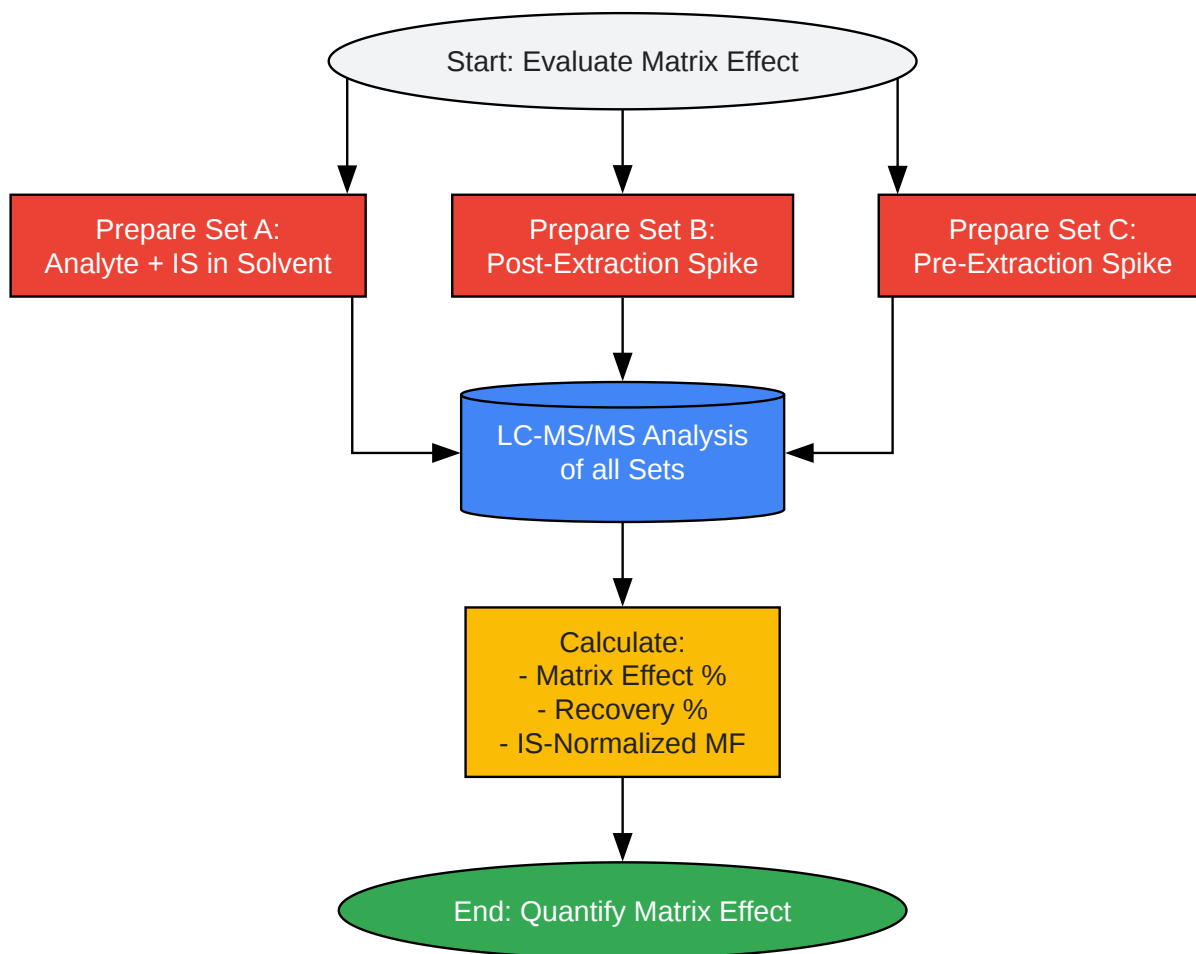 Start: Evaluate Matrix Effect
Prepare Set A:
Analyte + IS in Solvent
Prepare Set B:
Post-Extraction Spike
Prepare Set C:
Pre-Extraction Spike
LC-MS/MS Analysis
of all Sets
Calculate:
- Matrix Effect %
- Recovery %
- IS-Normalized MF
End: Quantify Matrix Effect